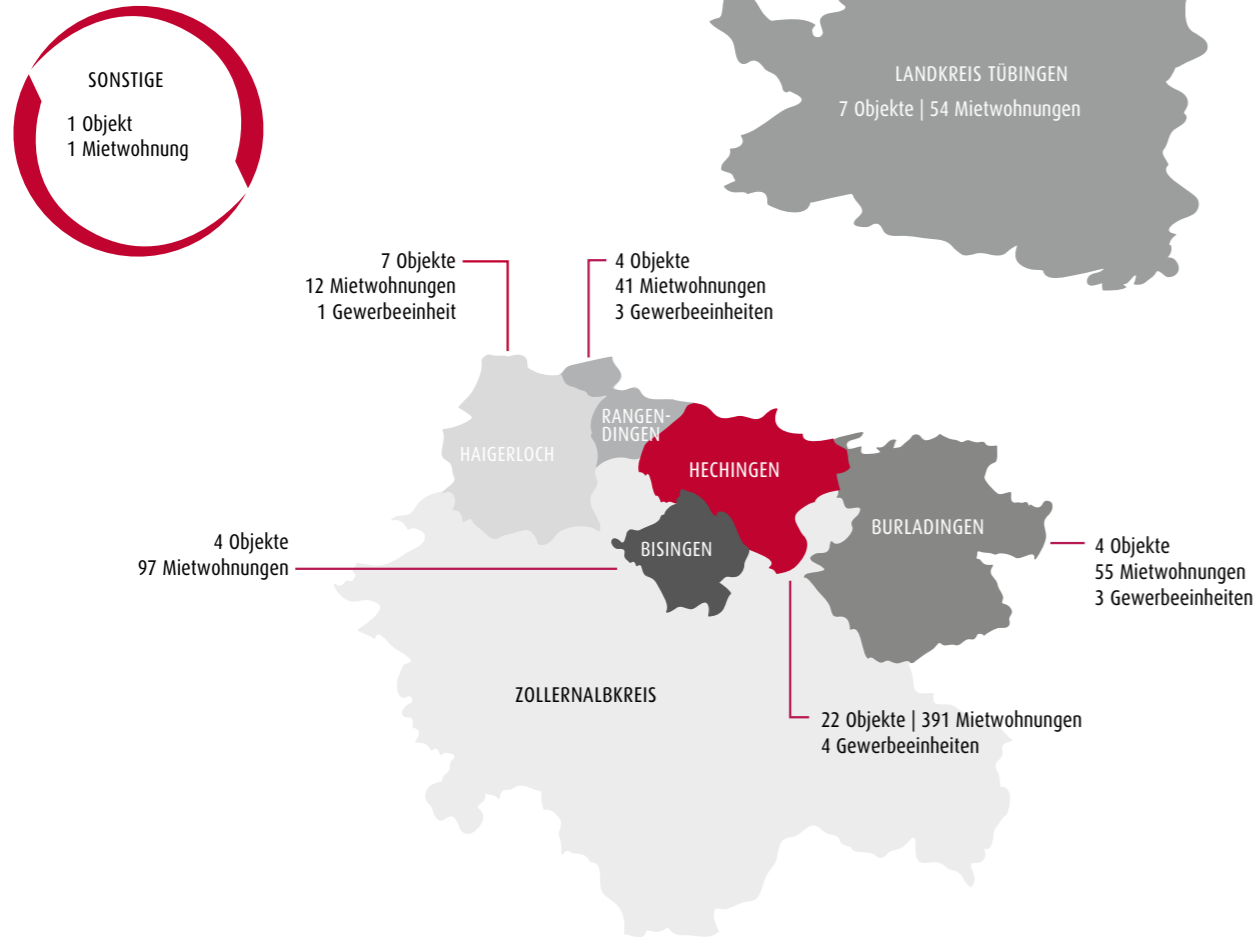 SONSTIGE
1 Objekt
1 Mietwohnung
LANDKREIS TÜBINGEN
7 Objekte | 54 Mietwohnungen
7 Objekte
12 Mietwohnungen
1 Gewerbeeinheit
4 Objekte
41 Mietwohnungen
3 Gewerbeeinheiten
HAIGERLOCH
RANGEN-
DINGEN
HECHINGEN
BISINGEN
BURLADINGEN
4 Objekte
97 Mietwohnungen
4 Objekte
55 Mietwohnungen
3 Gewerbeeinheiten
ZOLLERNALBKREIS
22 Objekte | 391 Mietwohnungen
4 Gewerbeeinheiten